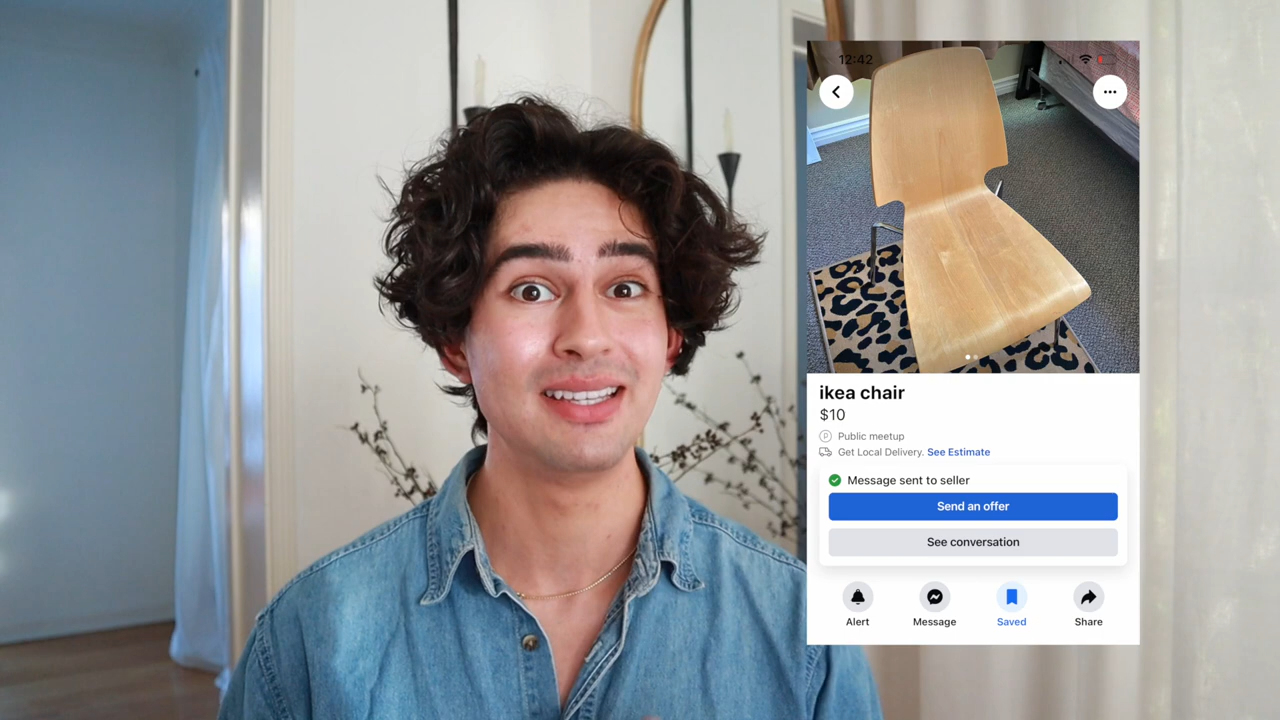 12:42
ikea chair
$10
P Public meetup
Get Local Delivery. See Estimate
Message sent to seller
Send an offer
See conversation
Alert Message Saved Share